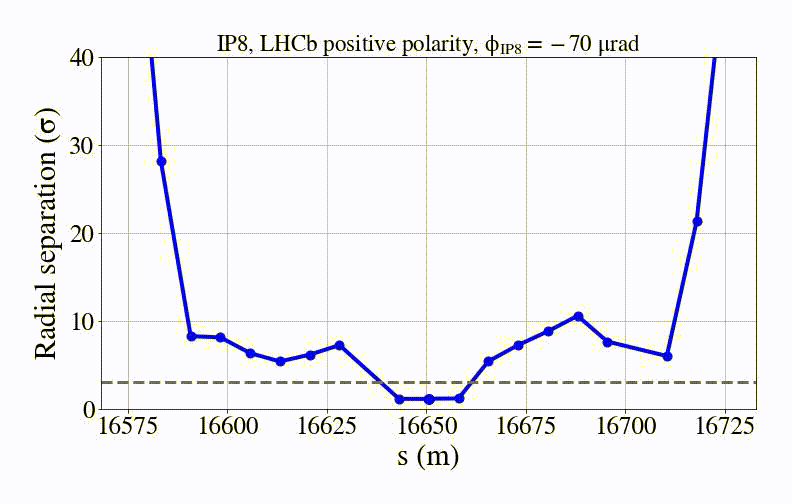 IP8, LHCb positive polarity, ϕIP8 = −70 μrad
Radial separation (σ)
40
30
20
10
0
16575 16600 16625 16650 16675 16700 16725
s (m)